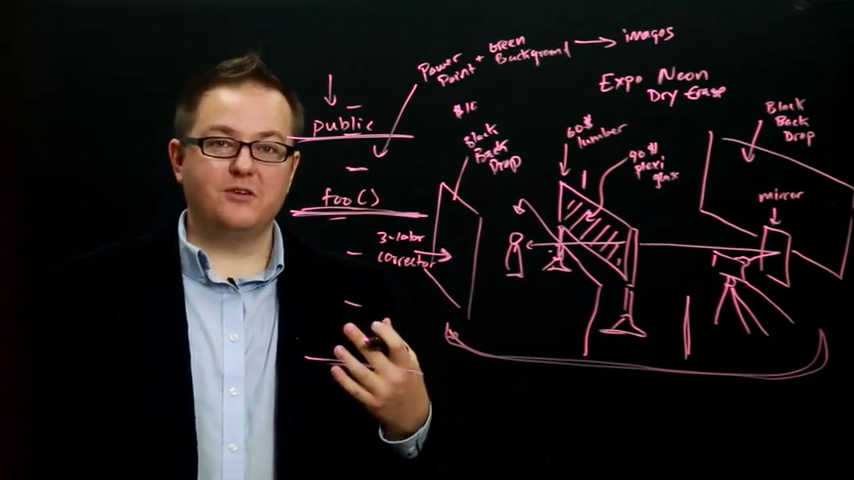 Power
Point + Green
Background → images
Expo Neon
Dry Erase
public
$10
Black
Back
Drop
60$
lumber
90$
plexi
glass
Black
Back
Drop
mirror
foo()
3-color
corrector